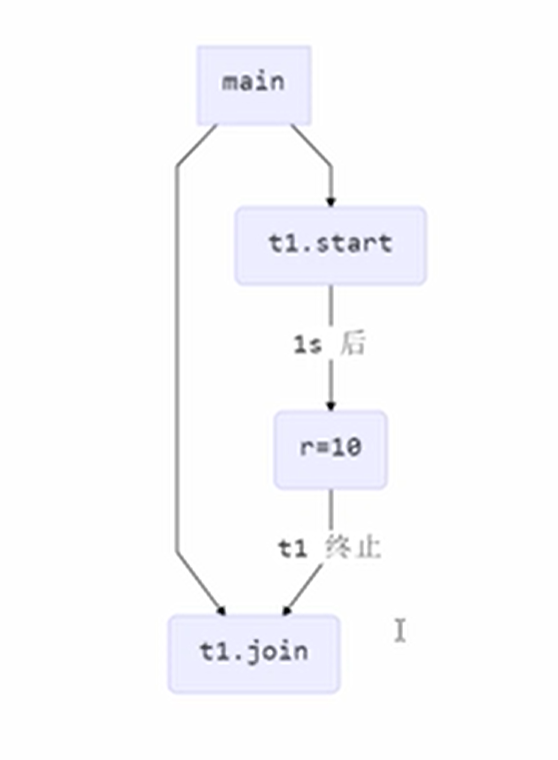 main
t1.start
1s 后
r=10
t1 终止
t1.join